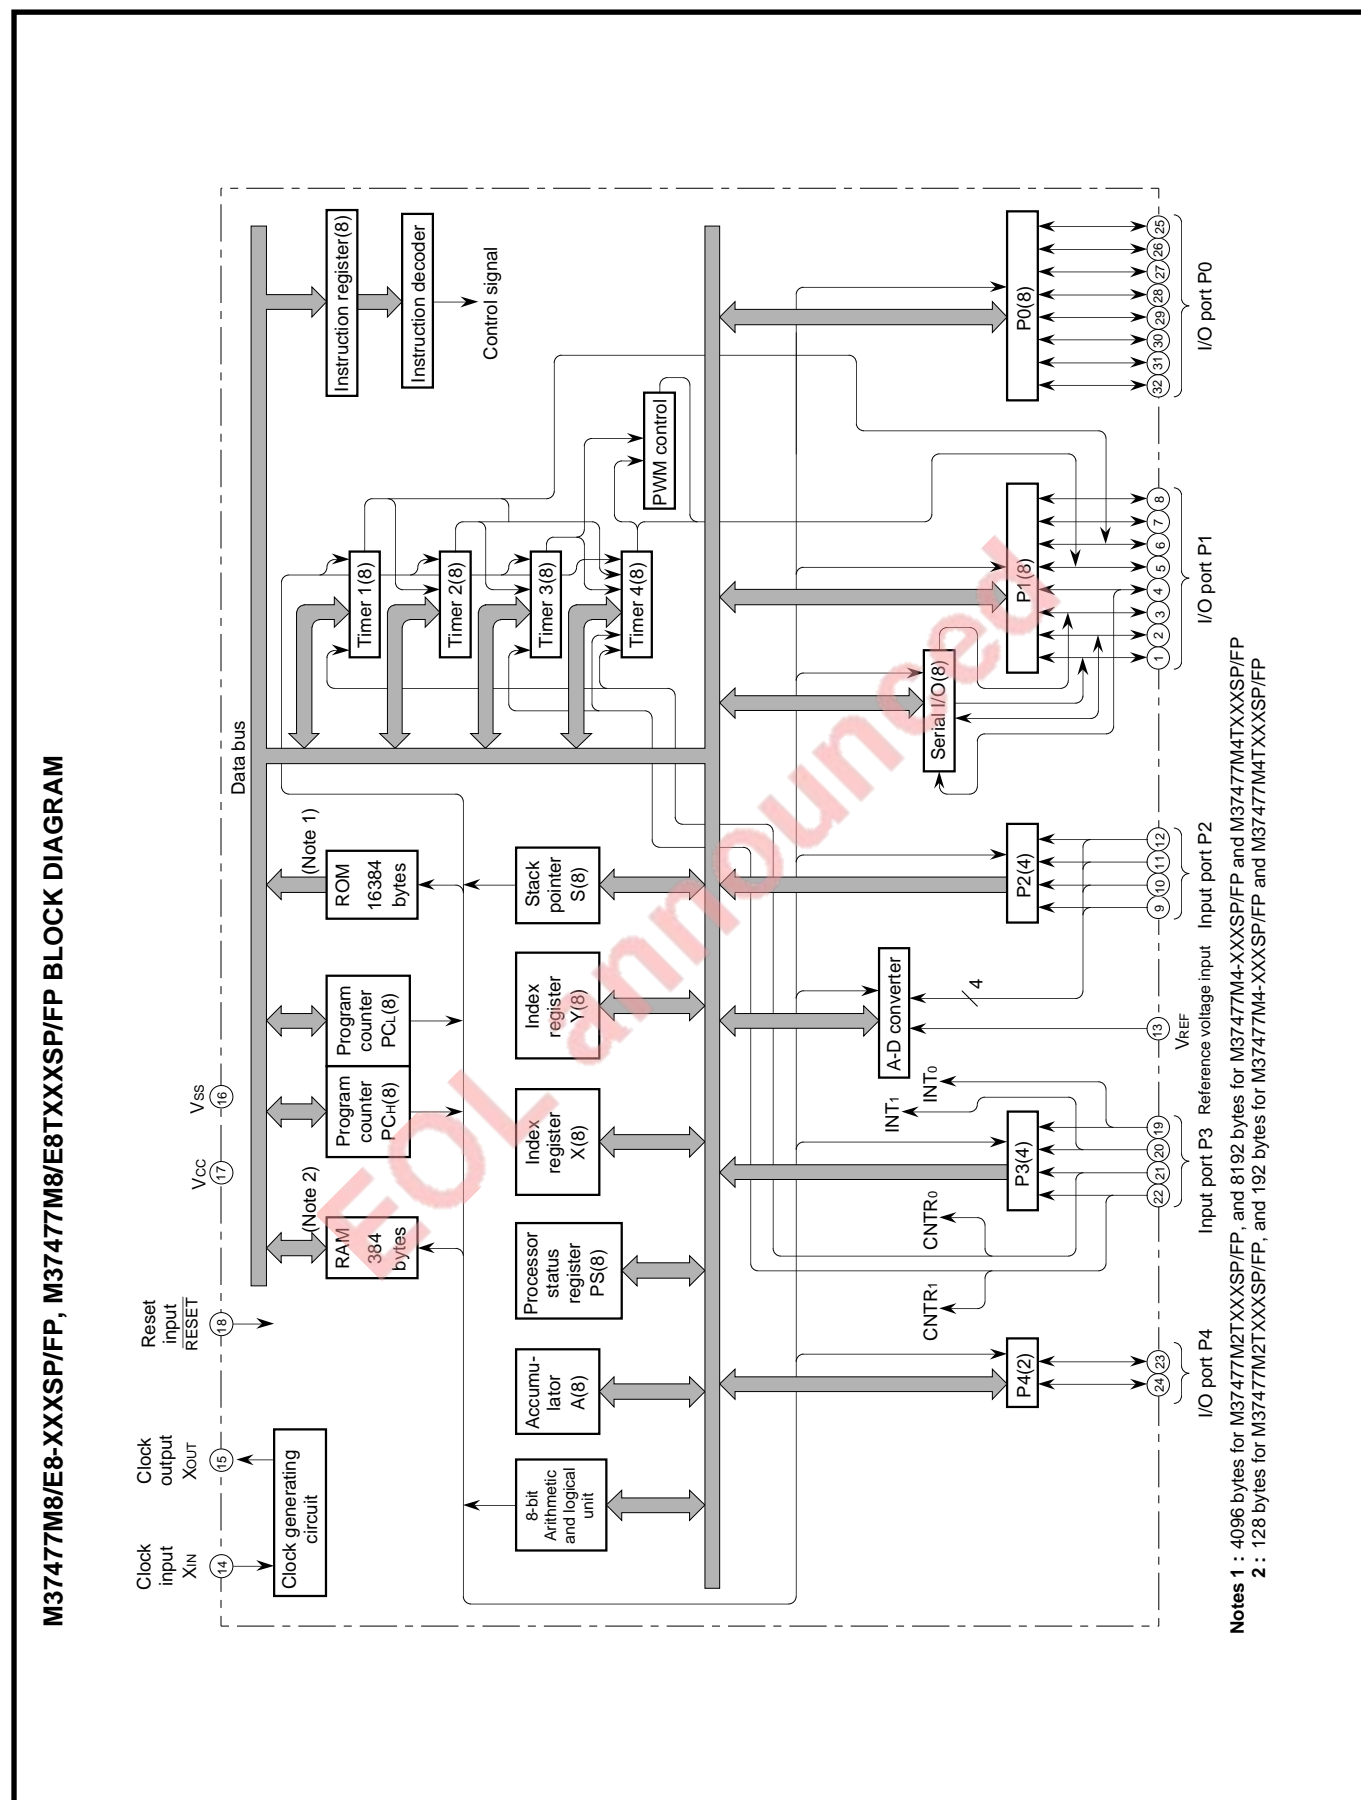 M37477M8/E8-XXXSP/FP, M37477M8/E8TXXXSP/FP BLOCK DIAGRAM
Clock
input
XIN
Clock
output
XOUT
Reset
input
RESET
VCC
VSS
14
15
18
17
16
Data bus
Clock generating
circuit
(Note 2)
(Note 1)
RAM
384
bytes
Program
counter
PCH(8)
Program
counter
PCL(8)
ROM
16384
bytes
Instruction register(8)
Instruction decoder
Control signal
Timer 1(8)
Timer 2(8)
Timer 3(8)
Timer 4(8)
PWM control
8-bit
Arithmetic
and logical
unit
Accumu-
lator
A(8)
Processor
status
register
PS(8)
Index
register
X(8)
Index
register
Y(8)
Stack
pointer
S(8)
CNTR1
CNTR0
INT1
INT0
A-D converter
4
Serial I/O(8)
P4(2)
P3(4)
P2(4)
P1(8)
P0(8)
24
23
22
21
20
19
13
9
10
11
12
1
2
3
4
5
6
7
8
32
31
30
29
28
27
26
25
VREF
I/O port P4
Input port P3
Reference voltage input
Input port P2
I/O port P1
I/O port P0
Notes 1 : 4096 bytes for M37477M2TXXXSP/FP, and 8192 bytes for M37477M4-XXXSP/FP and M37477M4TXXXSP/FP
2 : 128 bytes for M37477M2TXXXSP/FP, and 192 bytes for M37477M4-XXXSP/FP and M37477M4TXXXSP/FP
EOL announced